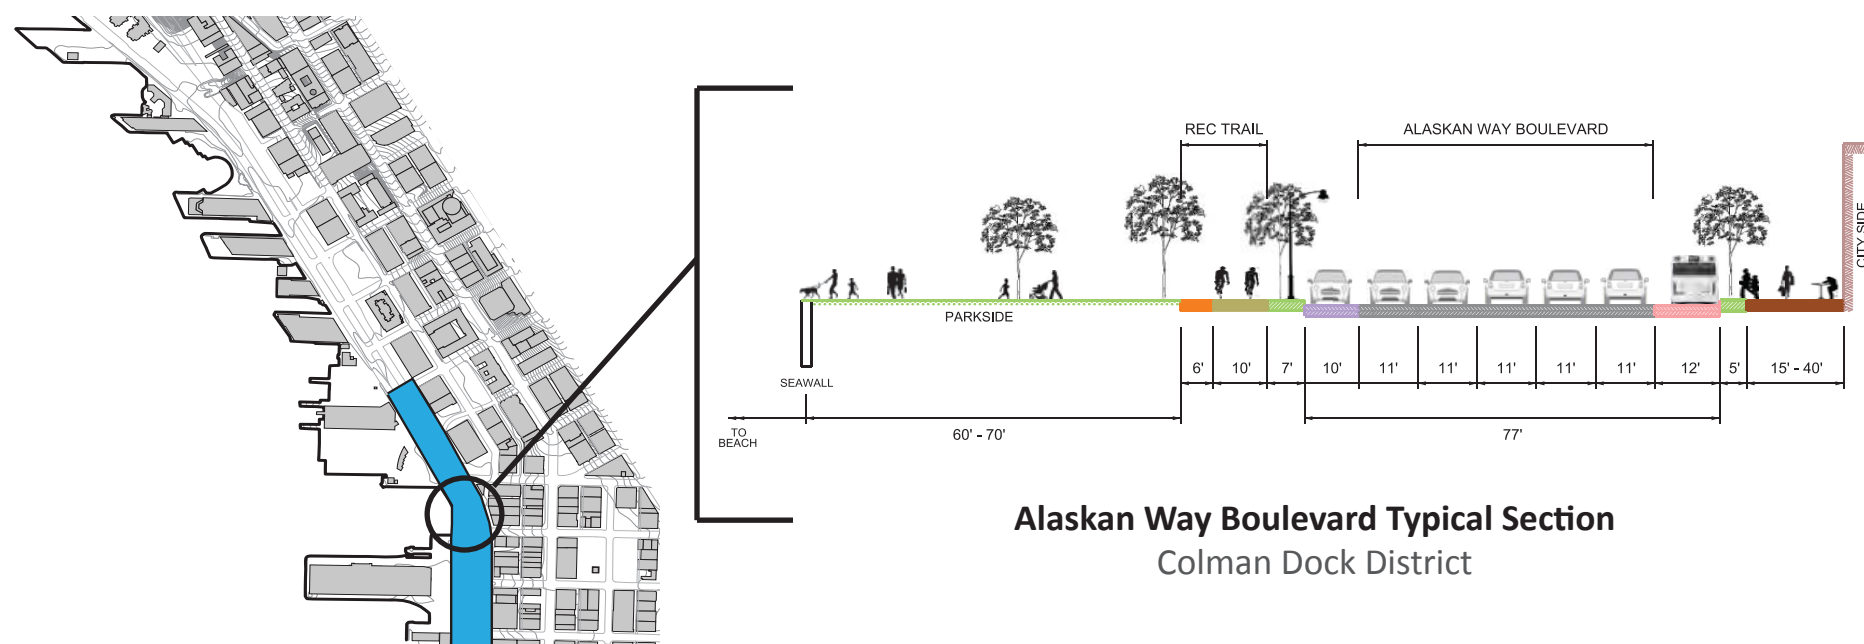 REC TRAIL
ALASKAN WAY BOULEVARD
CITY SIDE
PARKSIDE
SEAWALL
6'
10'
7'
10'
11'
11'
11'
11'
11'
12'
5'
15' - 40'
TO
BEACH
60' - 70'
77'
Alaskan Way Boulevard Typical Section
Colman Dock District